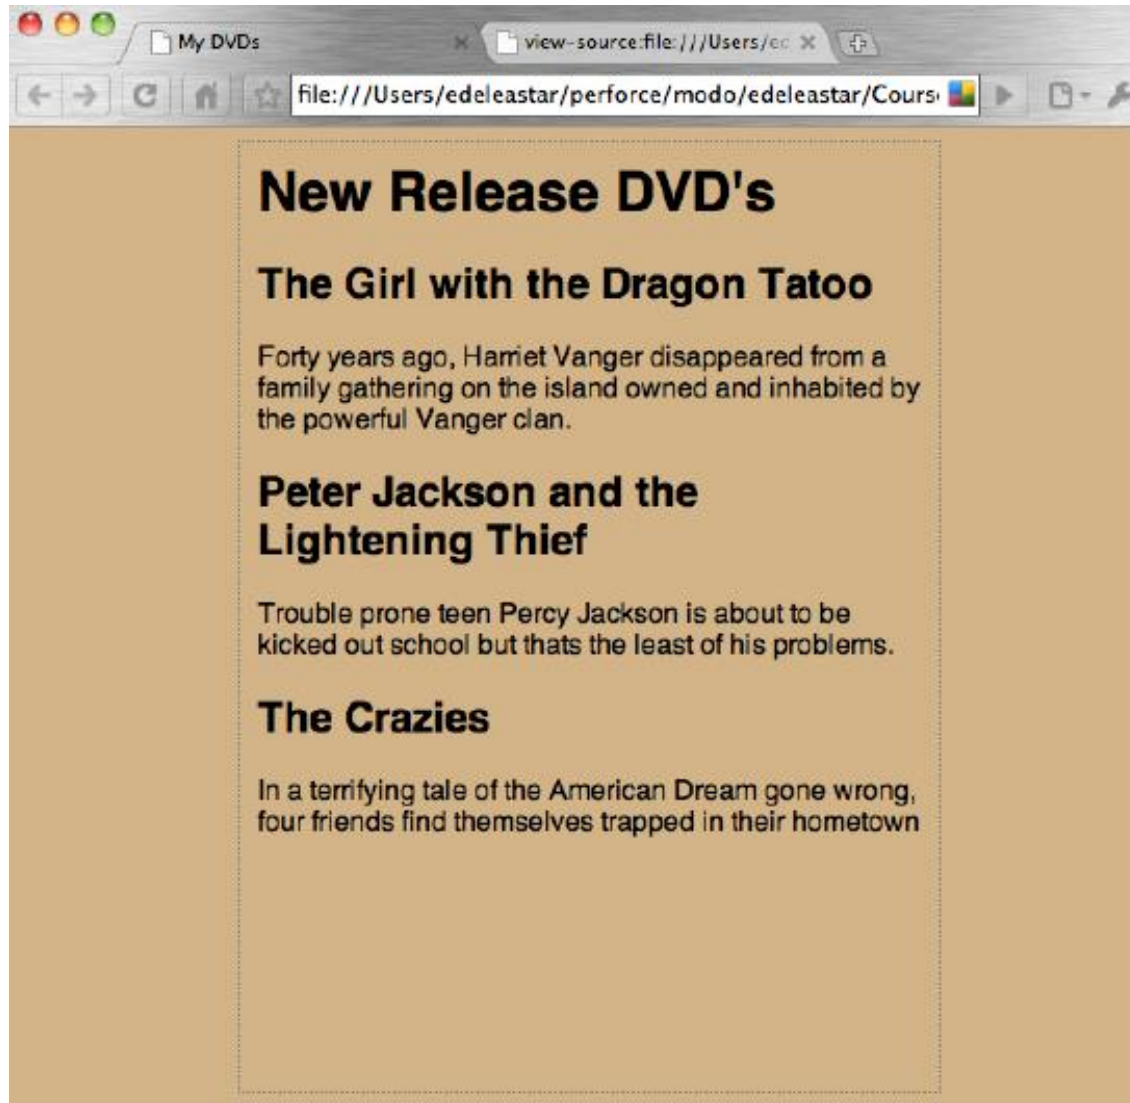 My DVDs
view-source:file:///Users/ec
file:///Users/edeleastar/perforce/modo/edeleastar/Cours
New Release DVD's
The Girl with the Dragon Tatoo
Forty years ago, Harriet Vanger disappeared from a
family gathering on the island owned and inhabited by
the powerful Vanger clan.
Peter Jackson and the
Lightening Thief
Trouble prone teen Percy Jackson is about to be
kicked out school but thats the least of his problems.
The Crazies
In a terrifying tale of the American Dream gone wrong,
four friends find themselves trapped in their hometown